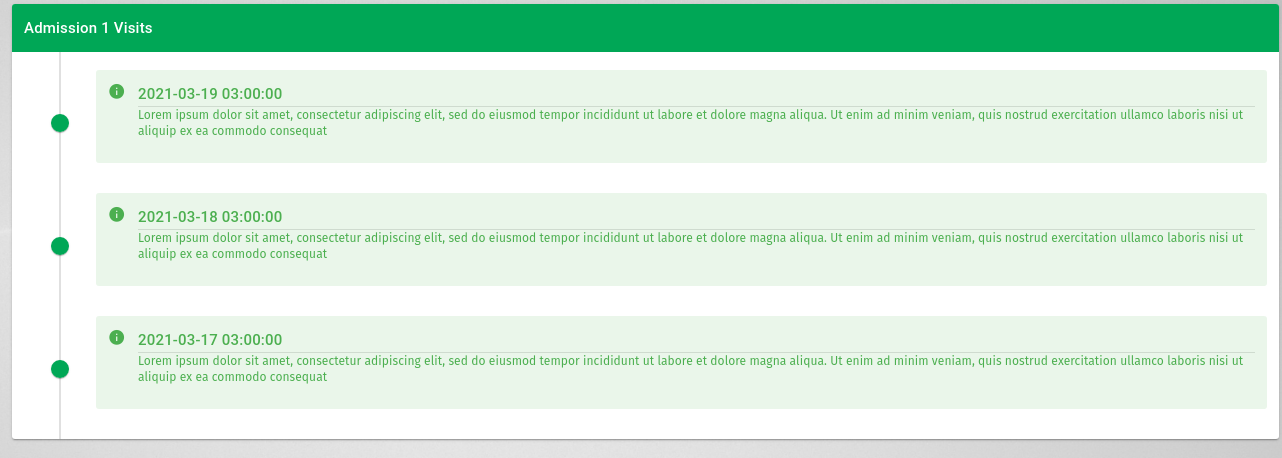 Admission 1 Visits
2021-03-19 03:00:00
Lorem ipsum dolor sit amet, consectetur adipiscing elit, sed do eiusmod tempor incididunt ut labore et dolore magna aliqua. Ut enim ad minim veniam, quis nostrud exercitation ullamco laboris nisi ut
aliquip ex ea commodo consequat
2021-03-18 03:00:00
Lorem ipsum dolor sit amet, consectetur adipiscing elit, sed do eiusmod tempor incididunt ut labore et dolore magna aliqua. Ut enim ad minim veniam, quis nostrud exercitation ullamco laboris nisi ut
aliquip ex ea commodo consequat
2021-03-17 03:00:00
Lorem ipsum dolor sit amet, consectetur adipiscing elit, sed do eiusmod tempor incididunt ut labore et dolore magna aliqua. Ut enim ad minim veniam, quis nostrud exercitation ullamco laboris nisi ut
aliquip ex ea commodo consequat